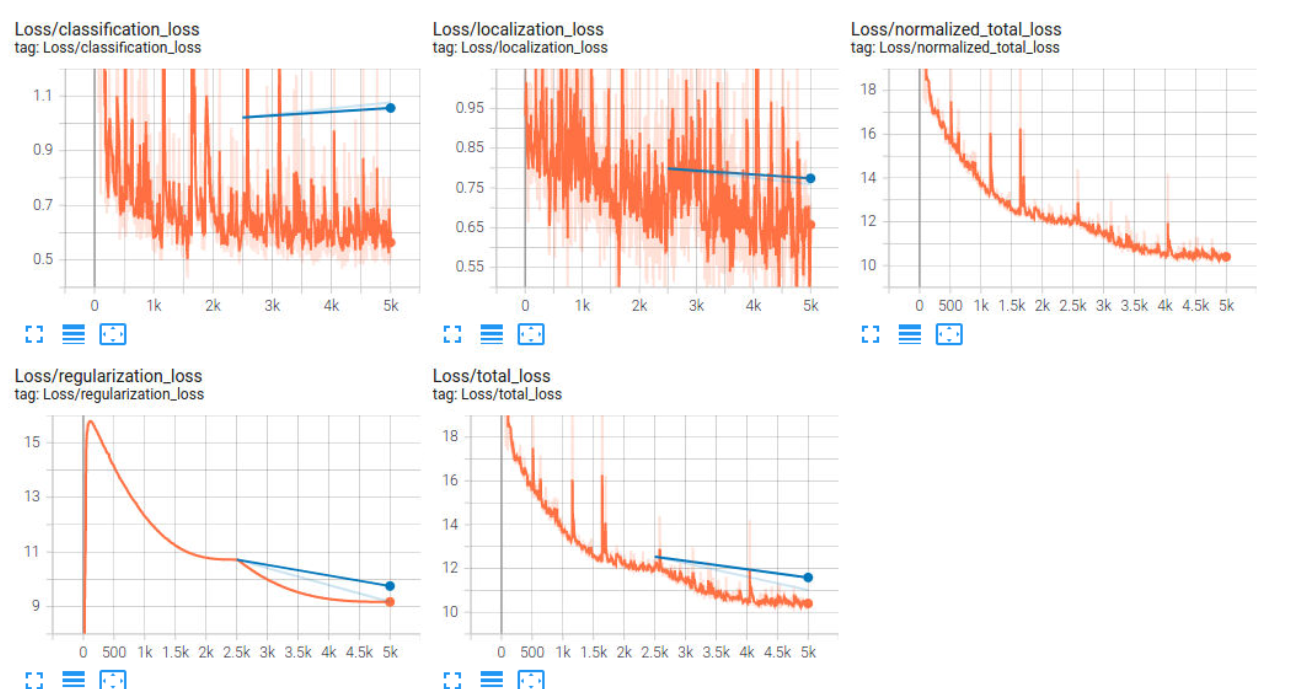 Loss/classification_loss
tag: Loss/classification_loss
1.1
0.9
0.7
0.5
0 1k 2k 3k 4k 5k
Loss/localization_loss
tag: Loss/localization_loss
0.95
0.85
0.75
0.65
0.55
0 1k 2k 3k 4k 5k
Loss/normalized_total_loss
tag: Loss/normalized_total_loss
18
16
14
12
10
0 500 1k 1.5k 2k 2.5k 3k 3.5k 4k 4.5k 5k
Loss/regularization_loss
tag: Loss/regularization_loss
15
13
11
9
0 500 1k 1.5k 2k 2.5k 3k 3.5k 4k 4.5k 5k
Loss/total_loss
tag: Loss/total_loss
18
16
14
12
10
0 500 1k 1.5k 2k 2.5k 3k 3.5k 4k 4.5k 5k